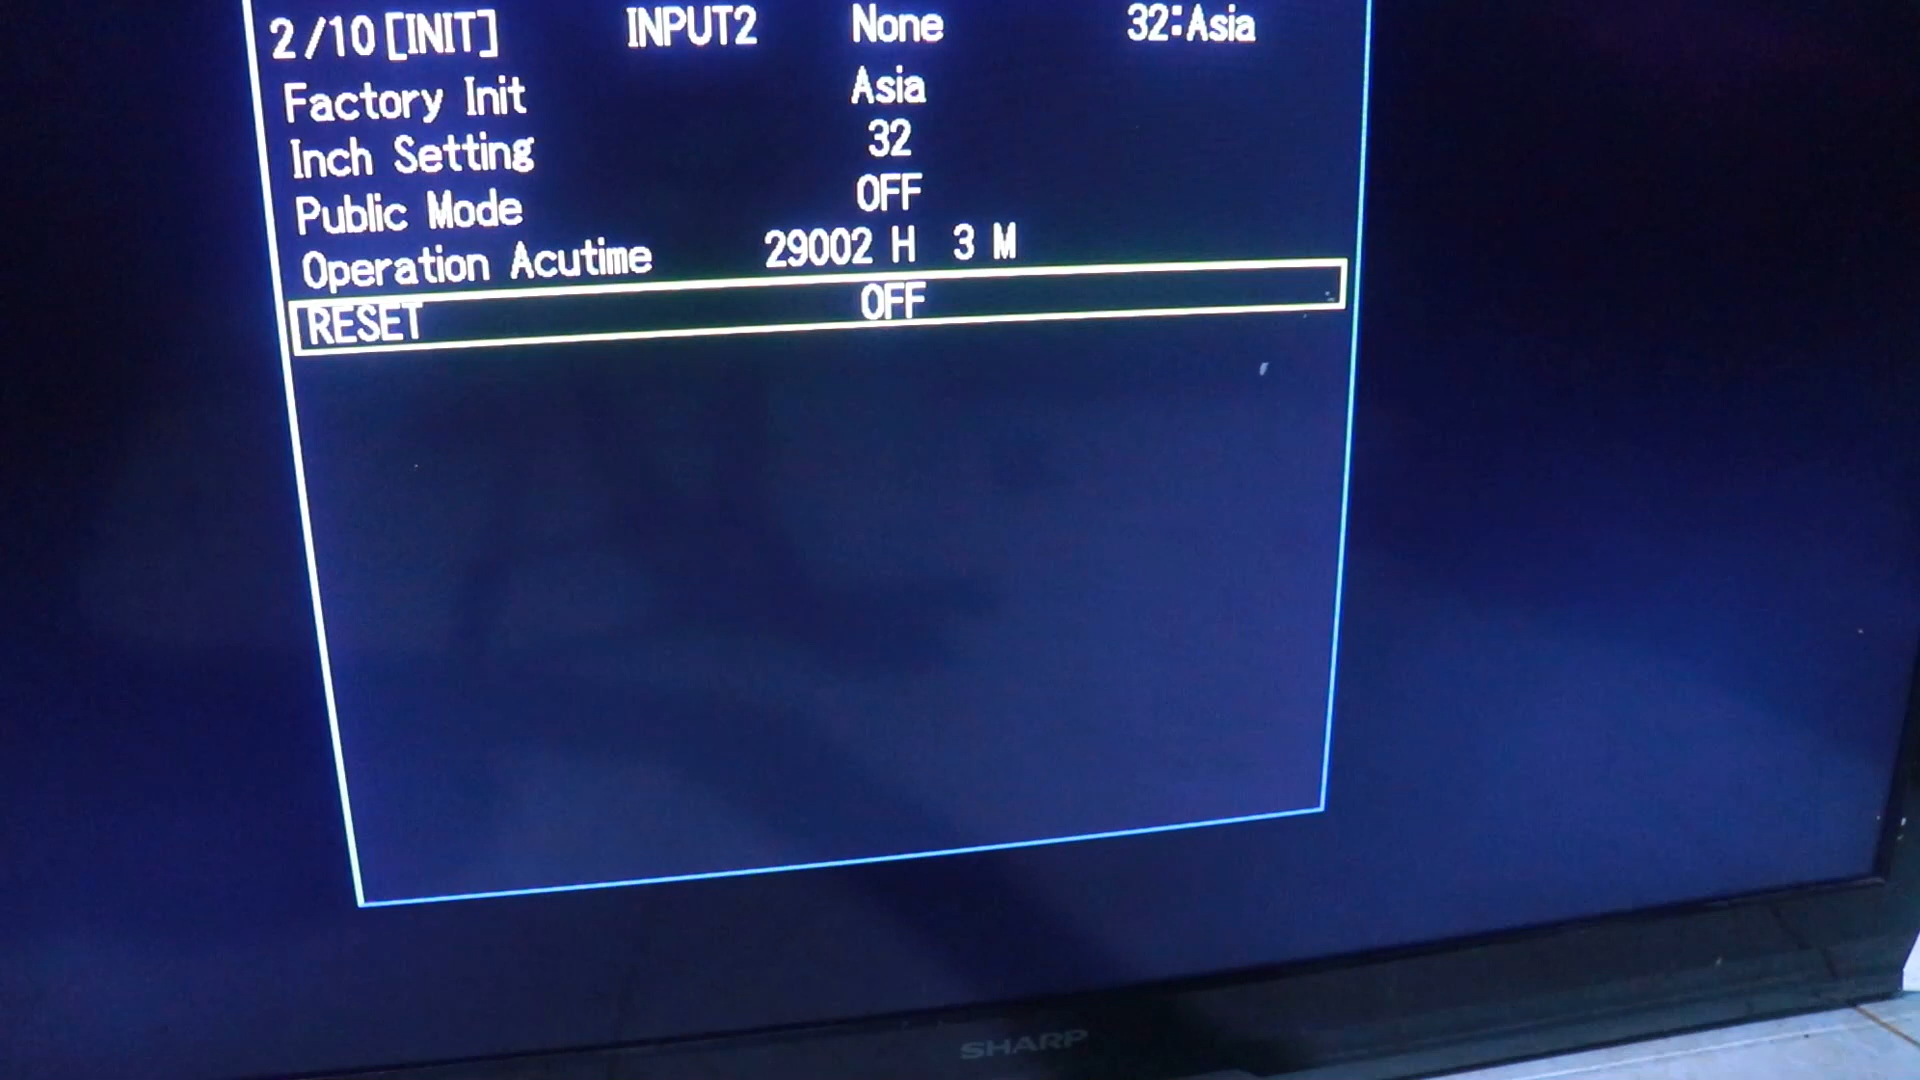 2/10[INIT] INPUT2 None 32:Asia
Factory Init Asia
Inch Setting 32
Public Mode OFF
Operation Acutime 29002 H 3 M
RESET OFF
SHARP